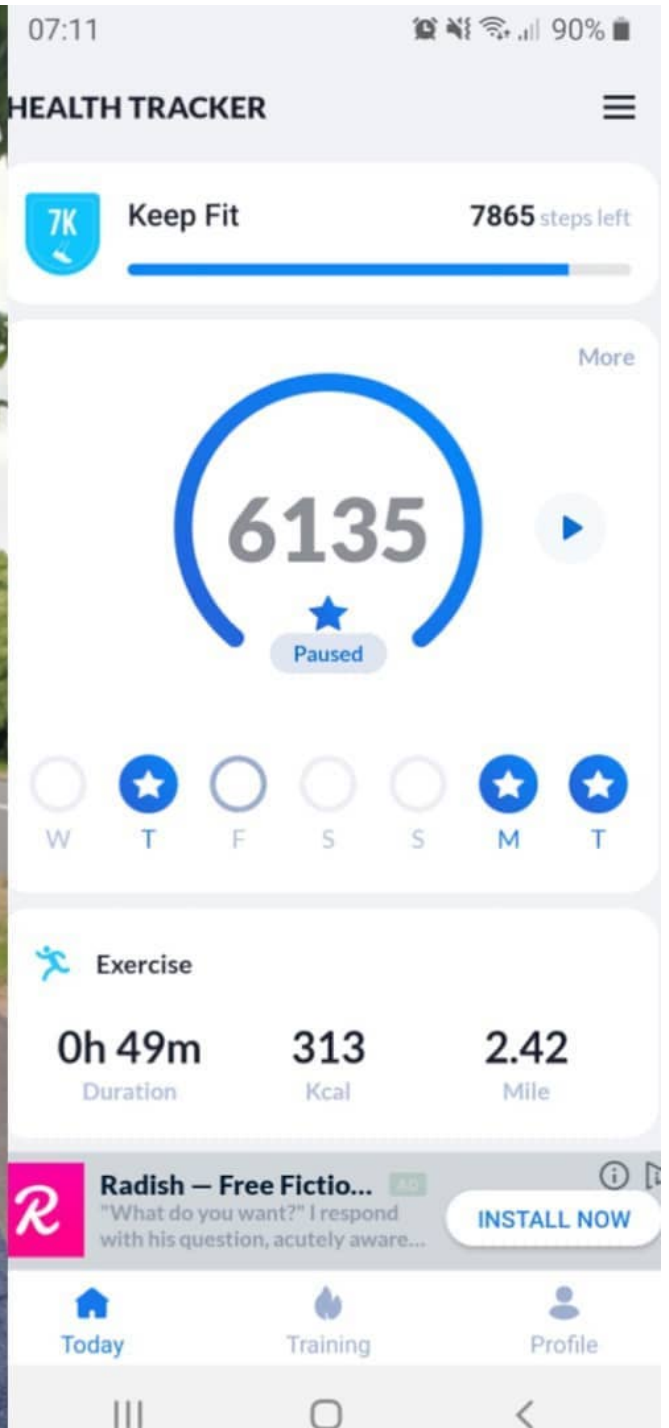 07:11 90%
HEALTH TRACKER
7K
Keep Fit 7865 steps left
More
6135
Paused
W T F S S M T
Exercise
0h 49m 313 2.42
Duration Kcal Mile
Radish — Free Fictio... AD
"What do you want?" I respond
with his question, acutely aware...
INSTALL NOW
R
Today Training Profile